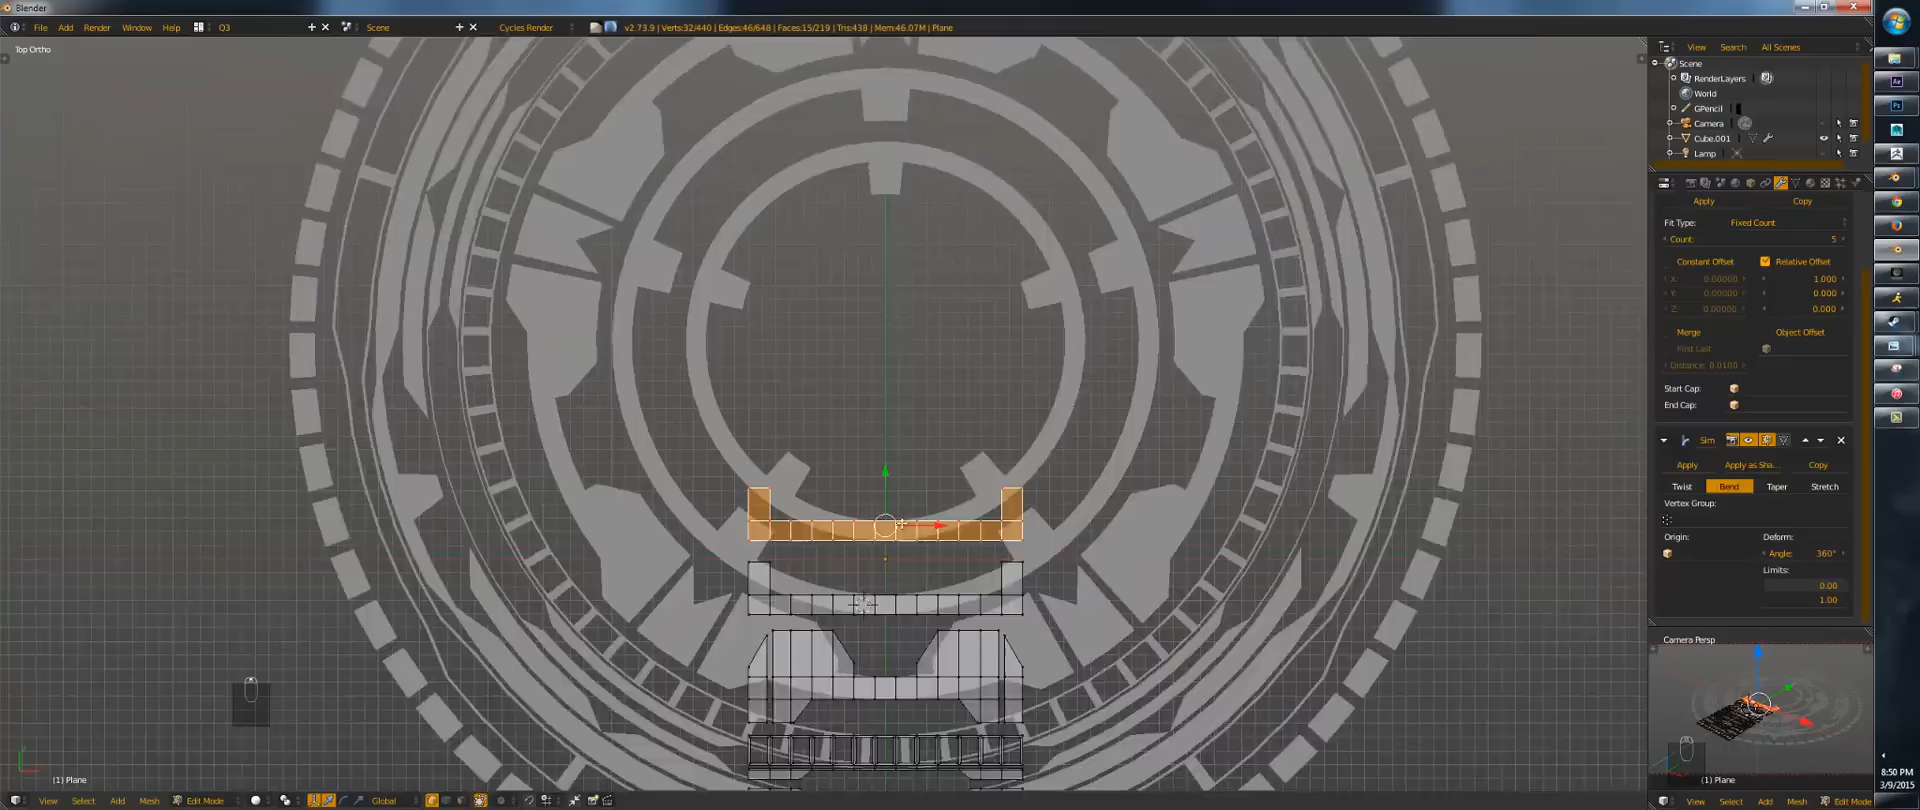 Blender
File Add Render Window Help Q3 Scene Cycles Render v2.73.9 | Verts:32/440 | Edges:46/648 | Faces:15/219 | Tris:438 | Mem:46.07M | Plane
Top Ortho
View Search All Scenes
Scene
RenderLayers
World
GPencil
Camera
Cube.001
Lamp
Apply Copy
Fit Type: Fixed Count
Count: 5
Constant Offset Relative Offset
X: 0.00000 1.000
Y: 0.00000 0.000
Z: 0.00000 0.000
Merge Object Offset
First Last
Distance: 0.0100
Start Cap:
End Cap:
Sim
Apply Apply as Sha... Copy
Twist Bend Taper Stretch
Vertex Group:
Origin: Deform:
Angle: 360°
Limits:
0.00
1.00
Camera Persp
(1) Plane
(1) Plane
View Select Add Mesh Edit Mode Global
View Select Add Mesh Edit Mode
Ae
Ps
8:50 PM
3/9/2015